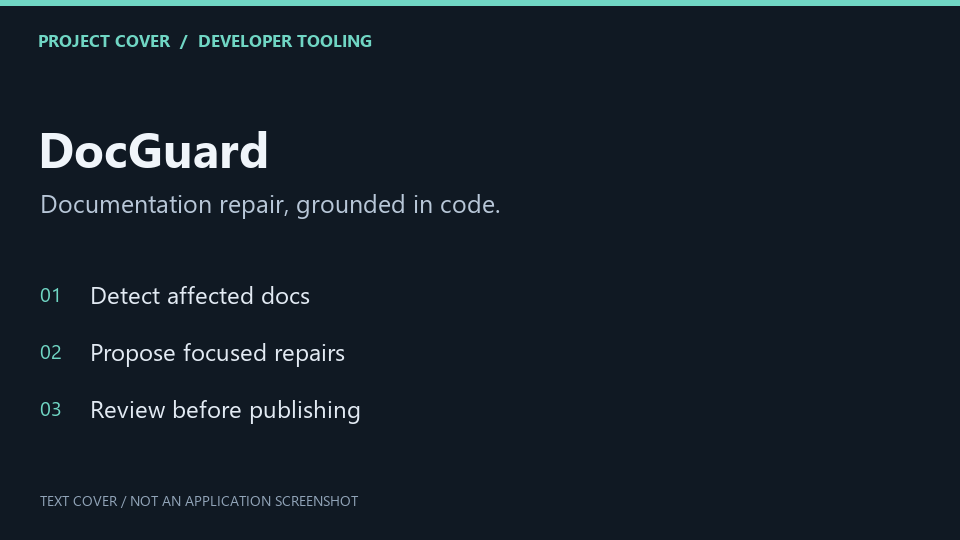 PROJECT COVER / DEVELOPER TOOLING
DocGuard
Documentation repair, grounded in code.
01 Detect affected docs
02 Propose focused repairs
03 Review before publishing
TEXT COVER / NOT AN APPLICATION SCREENSHOT